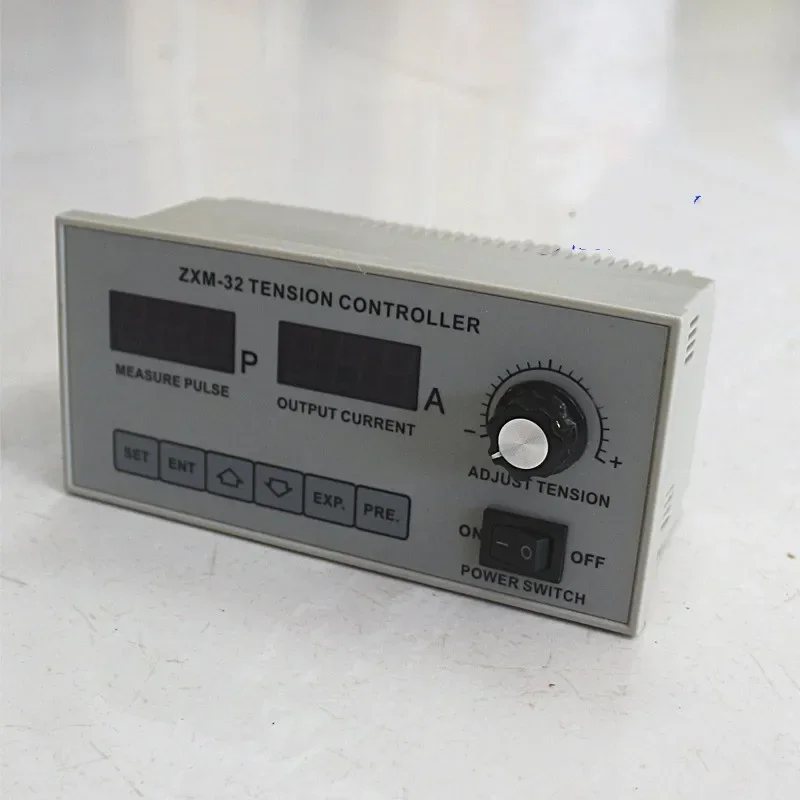 ZXM-32 TENSION CONTROLLER
P
A
MEASURE PULSE
OUTPUT CURRENT
SET
ENT
EXP.
PRE.
−
+
ADJUST TENSION
ON
OFF
POWER SWITCH